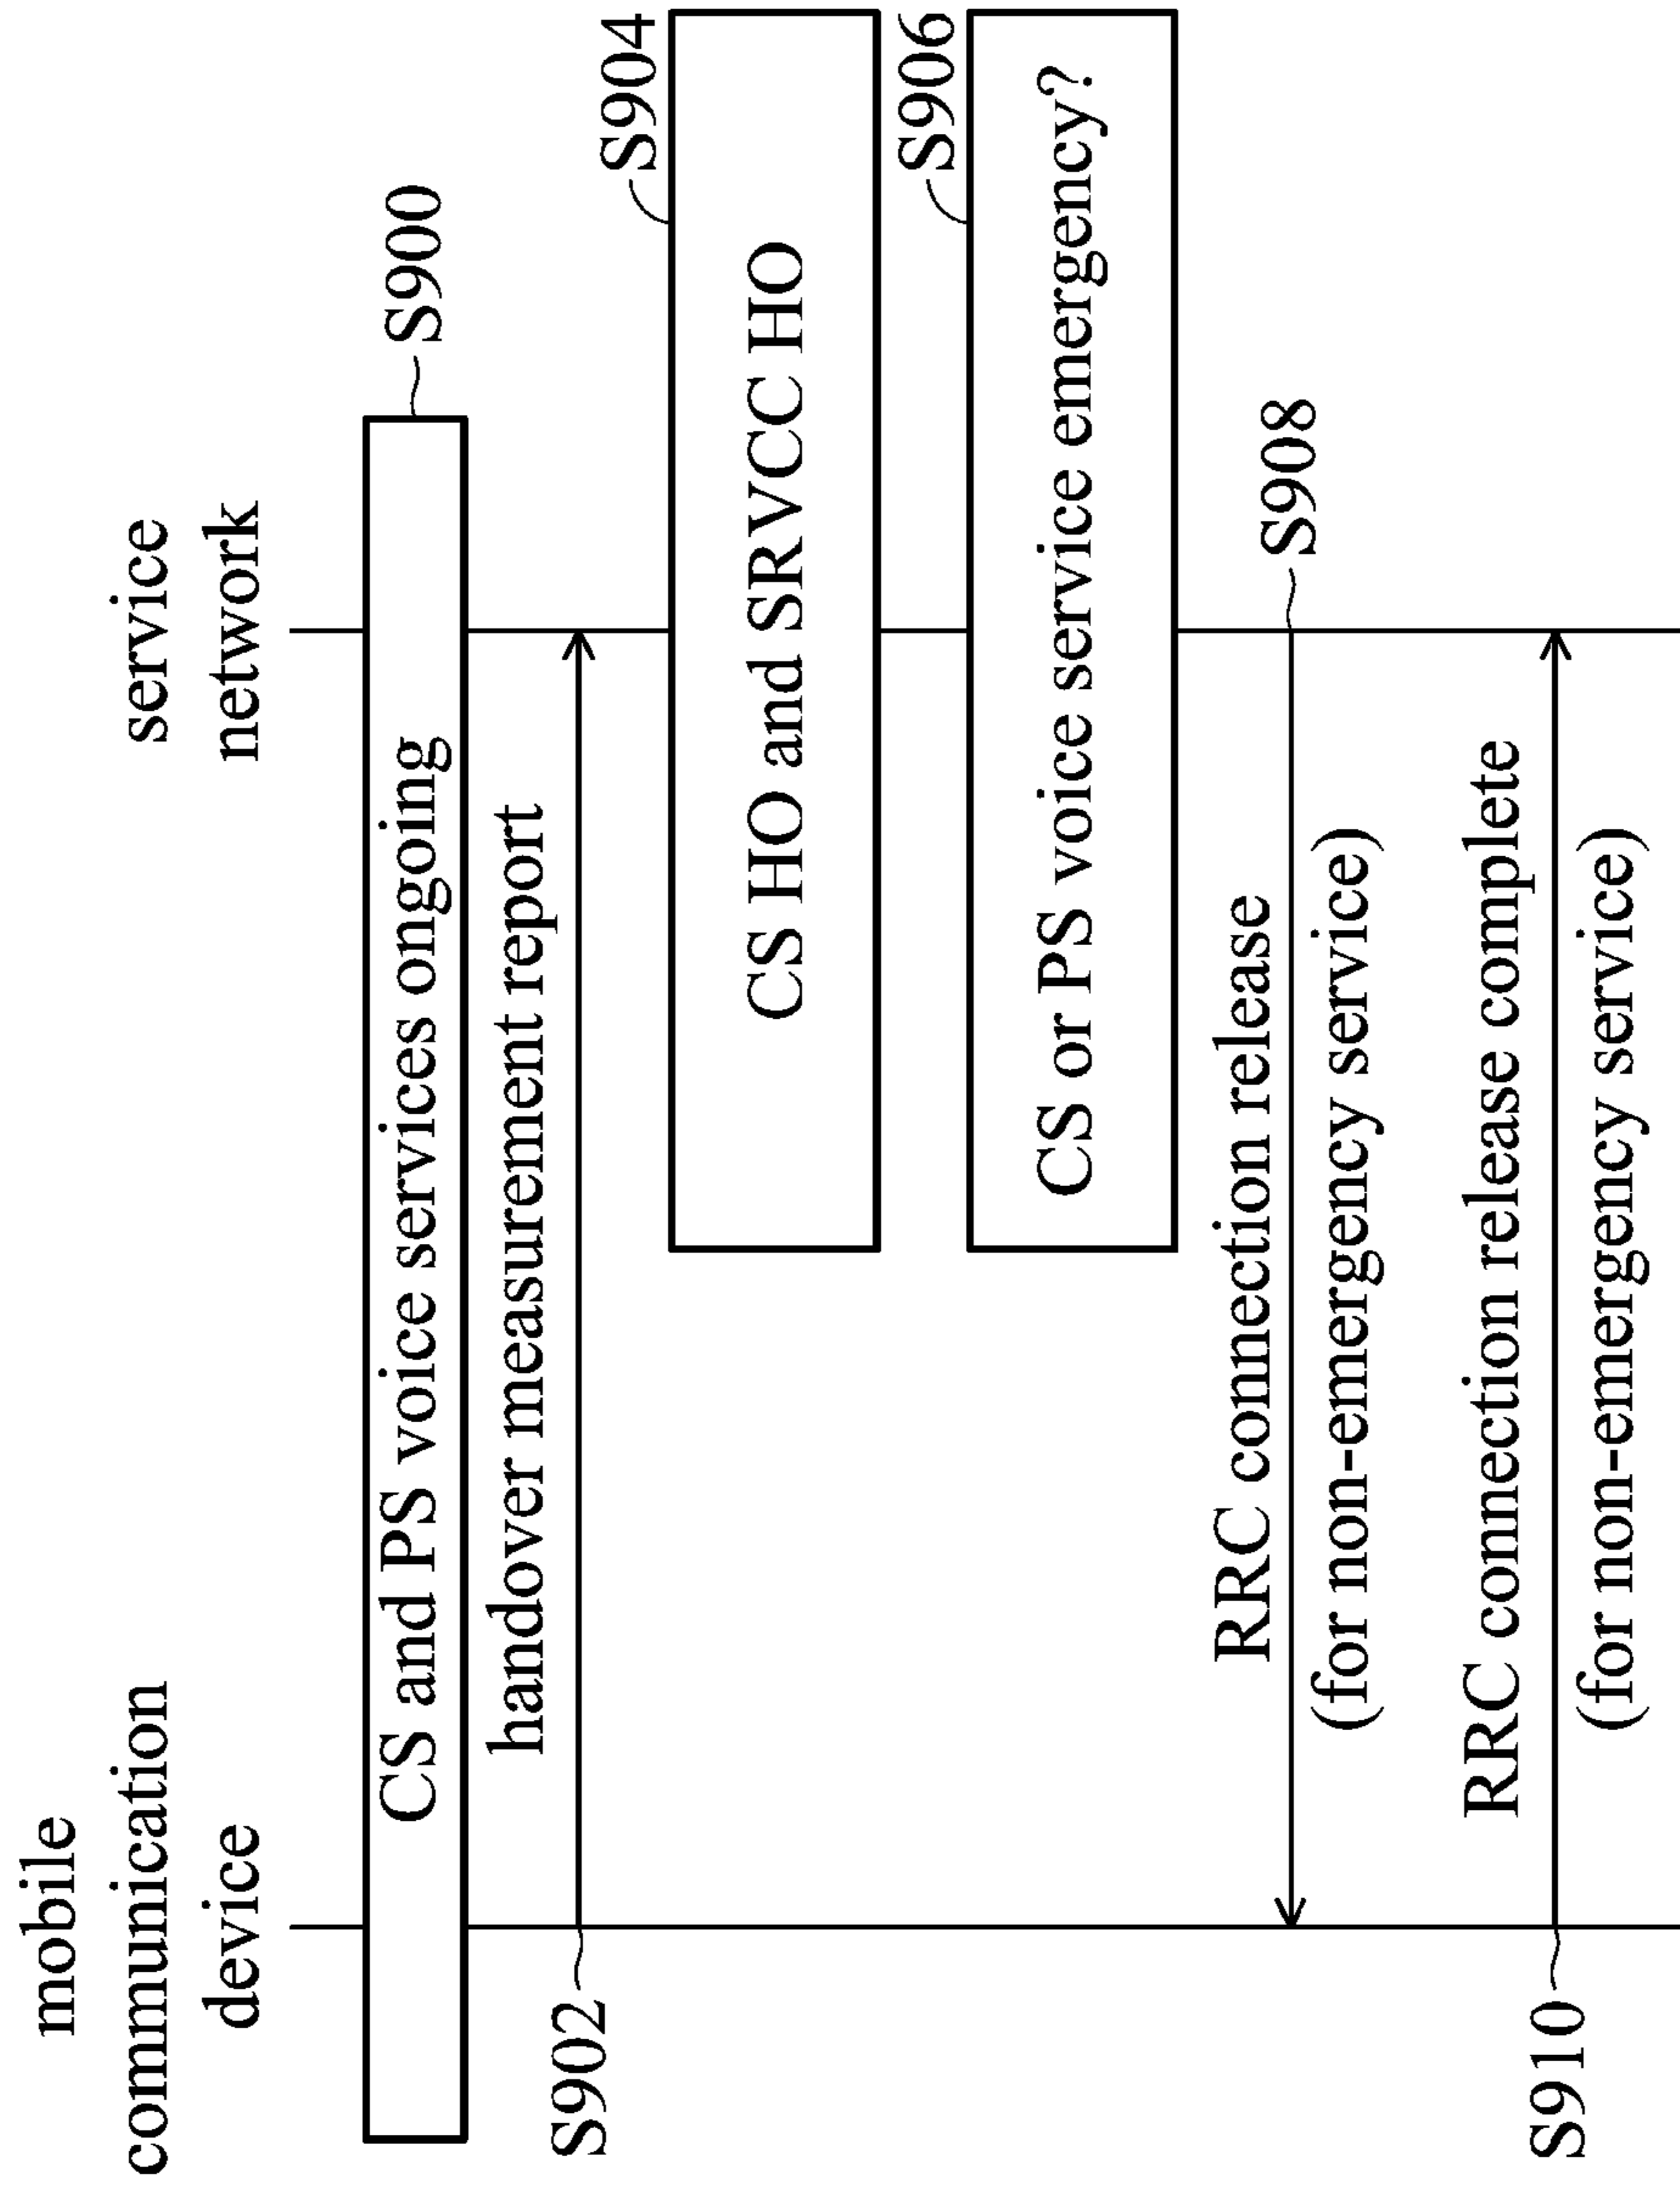 mobile
communication
device
service
network
CS and PS voice services ongoing
S900
handover measurement report
S902
S904
CS HO and SRVCC HO
S906
CS or PS voice service emergency?
RRC connection release
S908
(for non-emergency service)
RRC connection release complete
S910
(for non-emergency service)